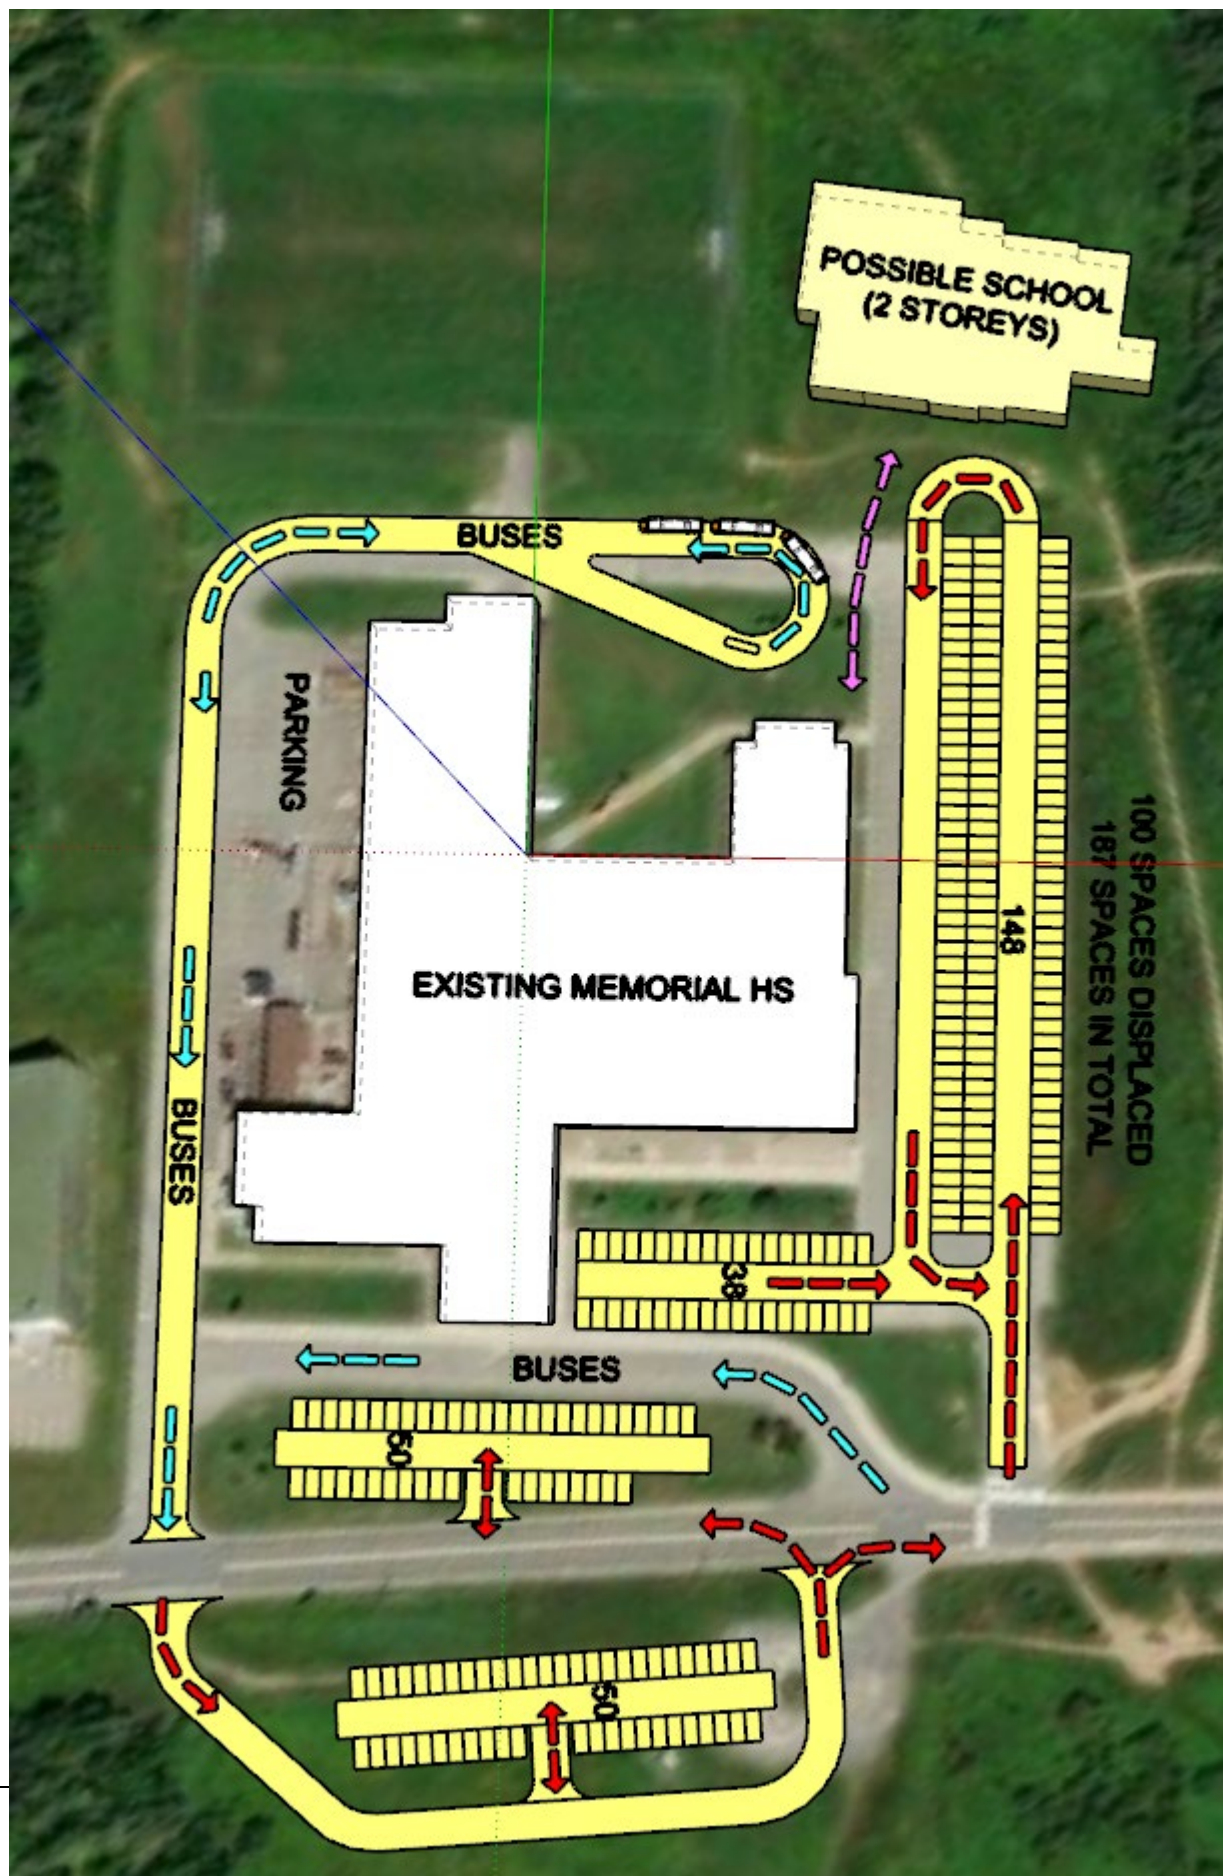 POSSIBLE SCHOOL
(2 STOREYS)
BUSES
PARKING
100 SPACES DISPLACED
187 SPACES IN TOTAL
148
EXISTING MEMORIAL HS
BUSES
38
BUSES
50
50